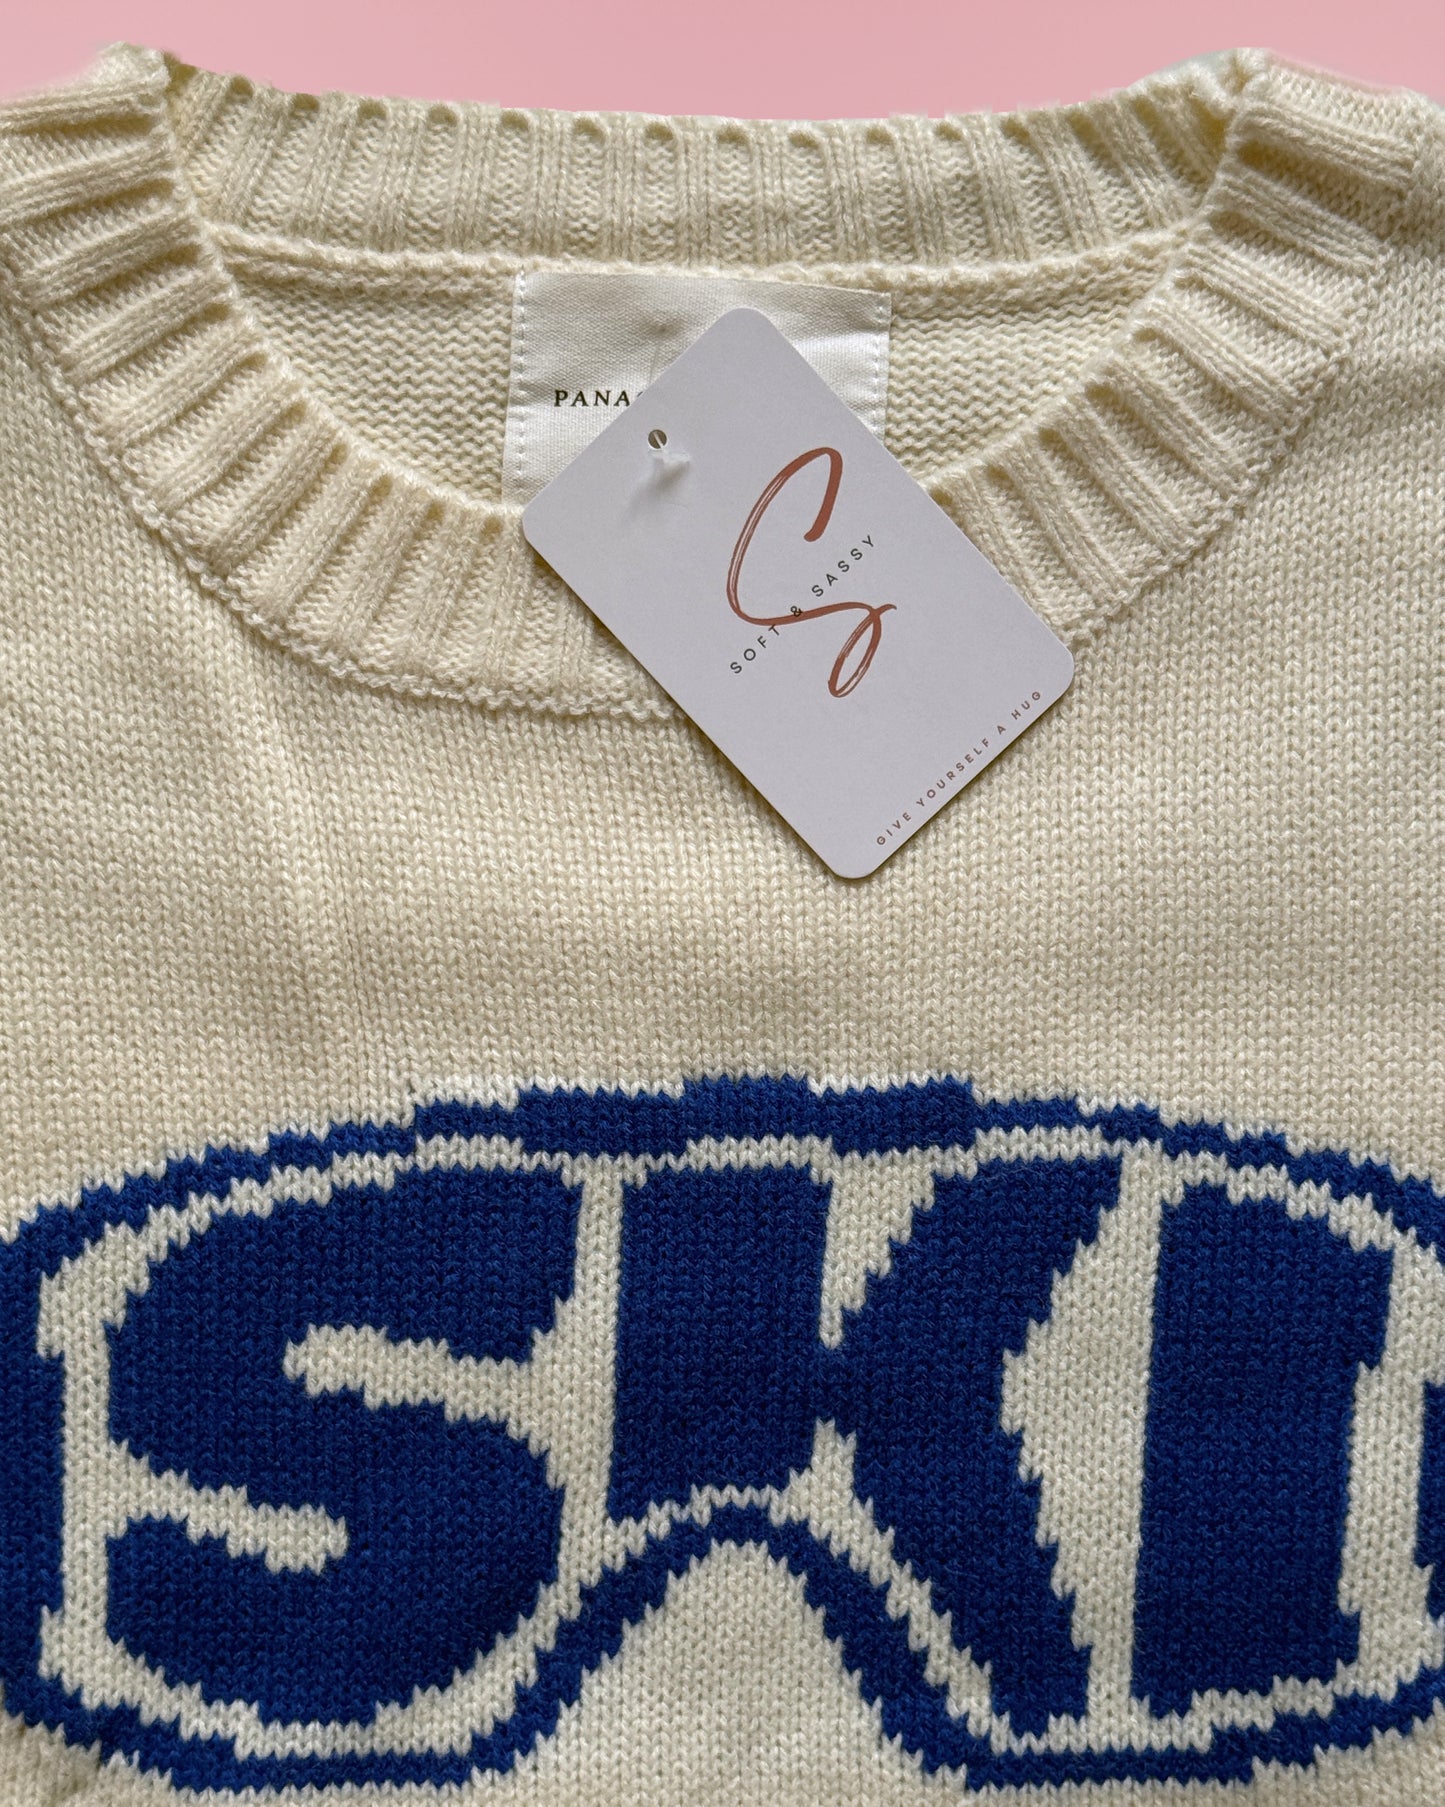 PANA
SOFT & SASSY
GIVE YOURSELF A HUG
SKI